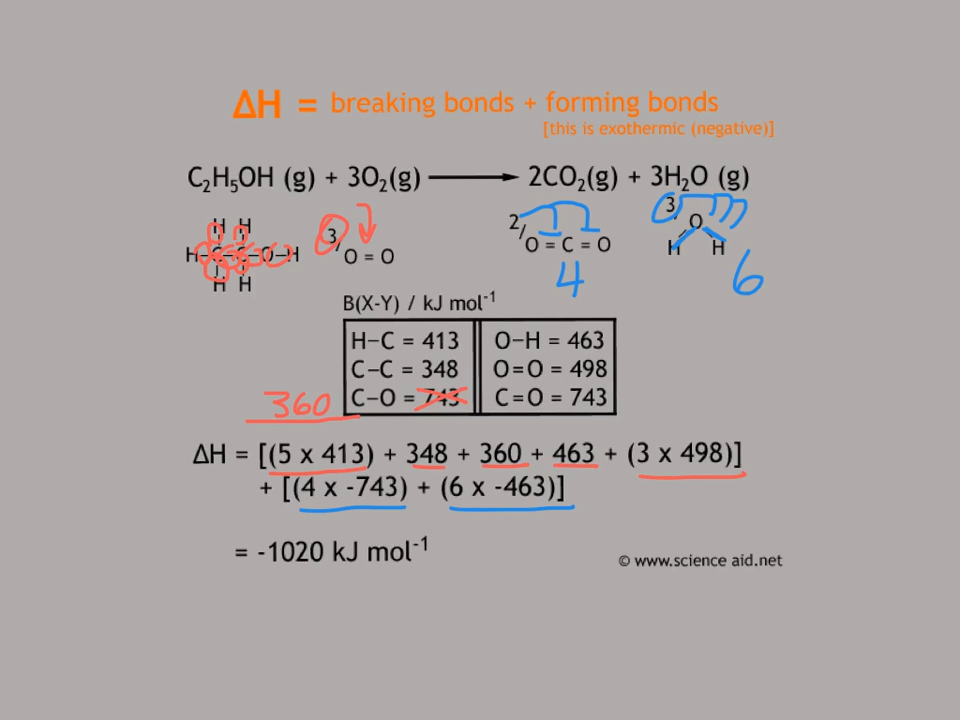 ΔH = breaking bonds + forming bonds
[this is exothermic (negative)]
C₂H₅OH (g) + 3O₂(g) ⟶ 2CO₂(g) + 3H₂O (g)
H H
H–C–C–O–H
H H
3/ O = O
2/ O = C = O
3/ O
H H
4
6
B(X-Y) / kJ mol⁻¹
H–C = 413 O–H = 463
C–C = 348 O=O = 498
360 C–O = 743 C=O = 743
ΔH = [(5 x 413) + 348 + 360 + 463 + (3 x 498)]
+ [(4 x -743) + (6 x -463)]
= -1020 kJ mol⁻¹
© www.science aid.net